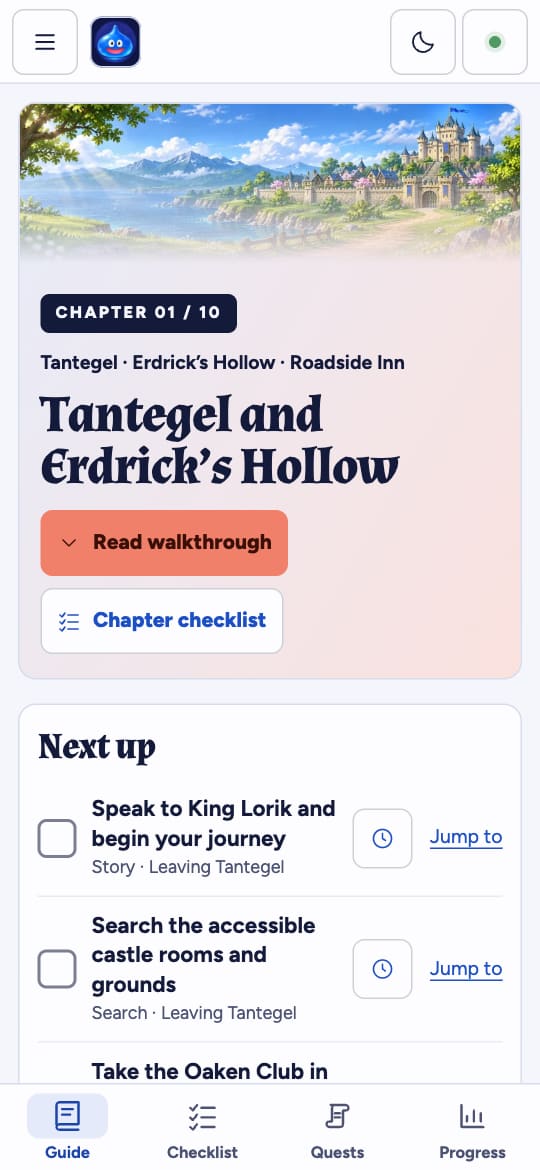 CHAPTER 01 / 10
Tantegel · Erdrick’s Hollow · Roadside Inn
Tantegel and
Erdrick’s Hollow
Read walkthrough
Chapter checklist
Next up
Speak to King Lorik and
begin your journey
Story · Leaving Tantegel
Jump to
Search the accessible
castle rooms and
grounds
Search · Leaving Tantegel
Jump to
Take the Oaken Club in
Guide
Checklist
Quests
Progress